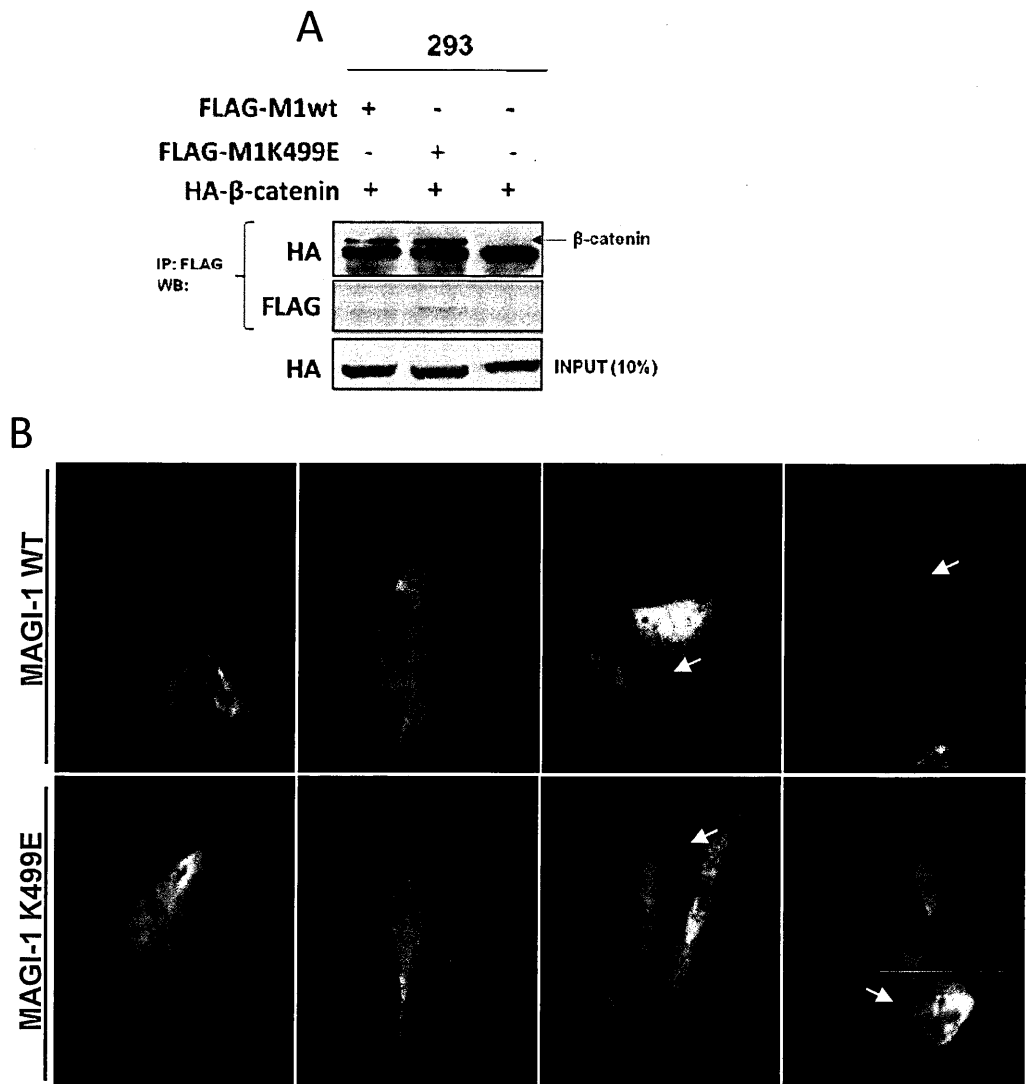 A
293
FLAG-M1wt + - -
FLAG-M1K499E - + -
HA-β-catenin + + +
IP: FLAG
WB:
HA
β-catenin
FLAG
HA
INPUT (10%)
B
MAGI-1 WT
MAGI-1 K499E